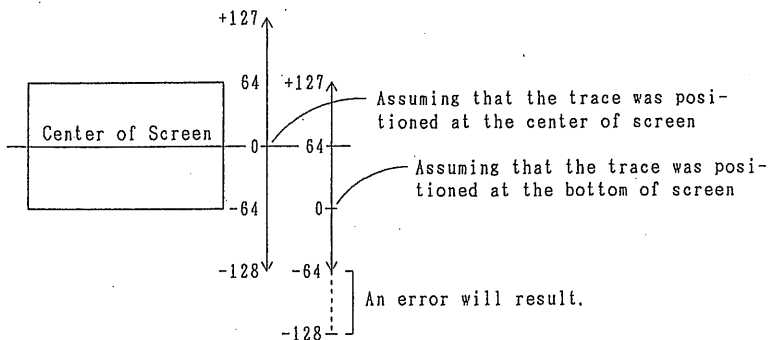 +127
64
+127
Assuming that the trace was posi-
tioned at the center of screen
Center of Screen
0
64
Assuming that the trace was posi-
tioned at the bottom of screen
-64
0
-128
-64
An error will result.
-128